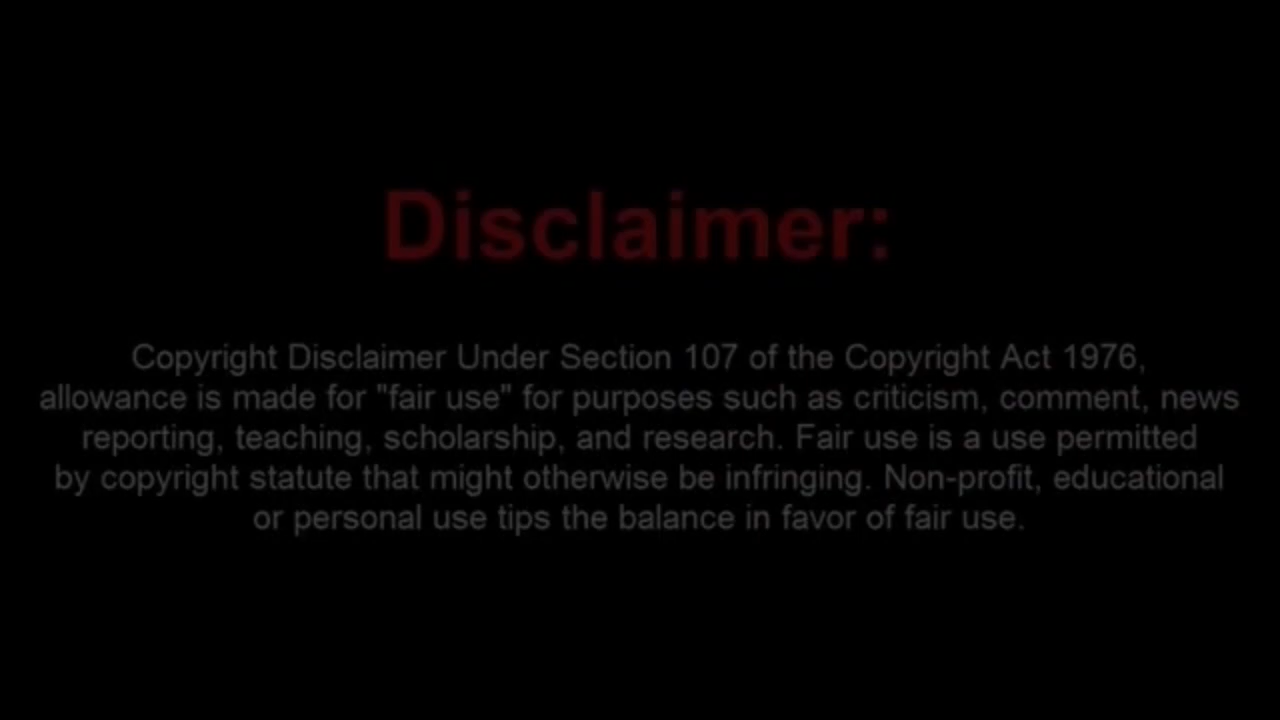 Disclaimer:
Copyright Disclaimer Under Section 107 of the Copyright Act 1976,
allowance is made for "fair use" for purposes such as criticism, comment, news
reporting, teaching, scholarship, and research. Fair use is a use permitted
by copyright statute that might otherwise be infringing. Non-profit, educational
or personal use tips the balance in favor of fair use.